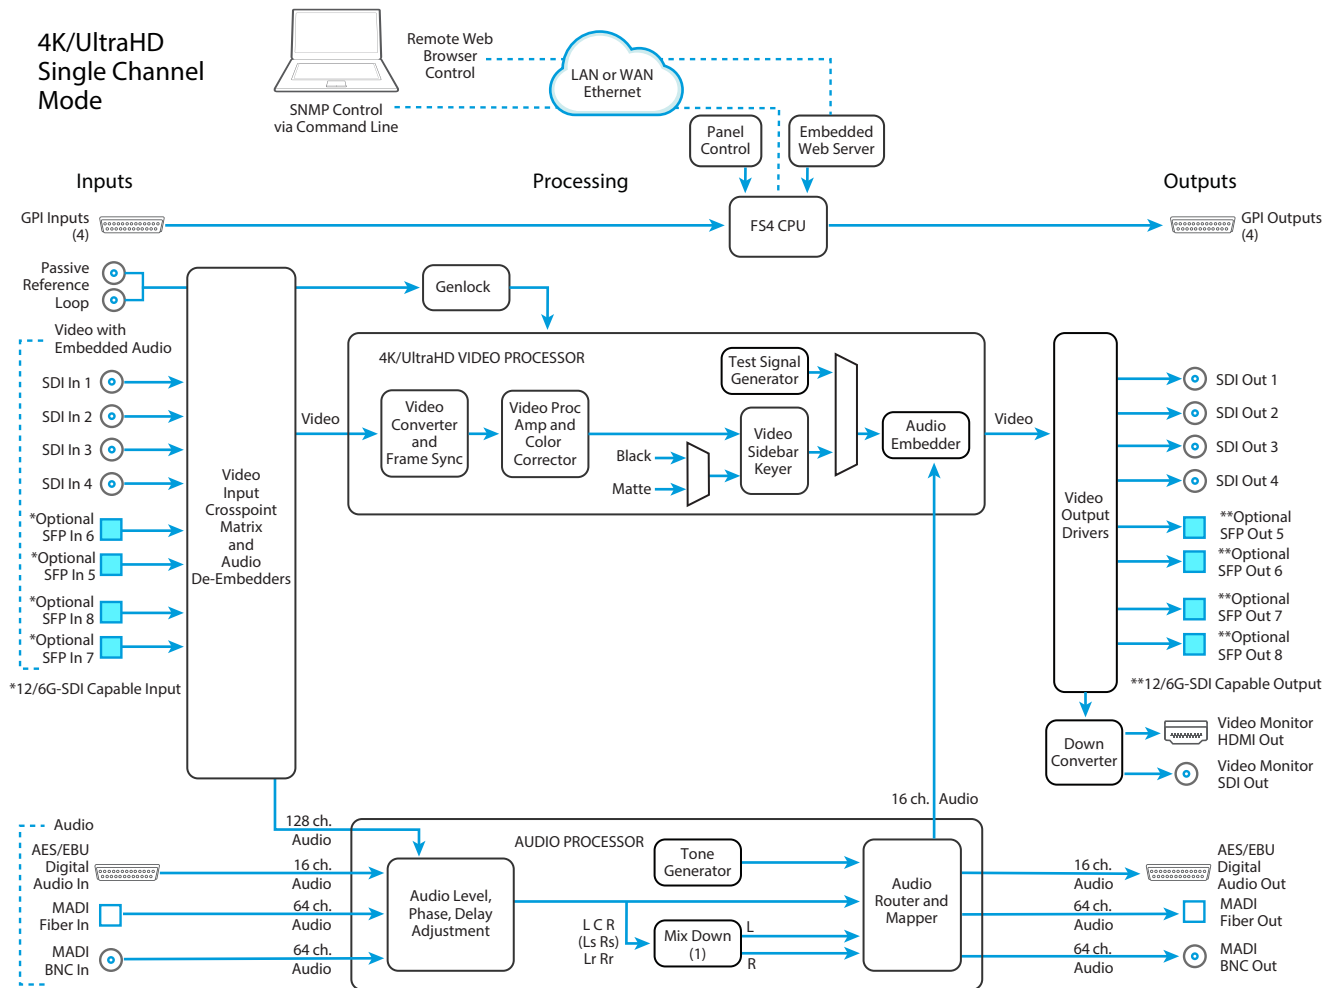 4K/UltraHD
Single Channel
Mode
Remote Web
Browser
Control
LAN or WAN
Ethernet
SNMP Control
via Command Line
Panel
Control
Embedded
Web Server
Inputs
Processing
Outputs
GPI Inputs
(4)
FS4 CPU
GPI Outputs
(4)
Passive
Reference
Loop
Genlock
Video with
Embedded Audio
SDI In 1
SDI In 2
SDI In 3
SDI In 4
*Optional
SFP In 6
*Optional
SFP In 5
*Optional
SFP In 8
*Optional
SFP In 7
*12/6G-SDI Capable Input
Video
Input
Crosspoint
Matrix
and
Audio
De-Embedders
Video
4K/UltraHD VIDEO PROCESSOR
Video
Converter
and
Frame Sync
Video Proc
Amp and
Color
Corrector
Test Signal
Generator
Black
Matte
Video
Sidebar
Keyer
Audio
Embedder
Video
Video
Output
Drivers
SDI Out 1
SDI Out 2
SDI Out 3
SDI Out 4
**Optional
SFP Out 5
**Optional
SFP Out 6
**Optional
SFP Out 7
**Optional
SFP Out 8
**12/6G-SDI Capable Output
Down
Converter
Video Monitor
HDMI Out
Video Monitor
SDI Out
16 ch. Audio
Audio
AES/EBU
Digital
Audio In
MADI
Fiber In
MADI
BNC In
128 ch.
Audio
16 ch.
Audio
64 ch.
Audio
64 ch.
Audio
AUDIO PROCESSOR
Audio Level,
Phase, Delay
Adjustment
Tone
Generator
L C R
(Ls Rs)
Lr Rr
Mix Down
(1)
L
R
Audio
Router and
Mapper
16 ch.
Audio
64 ch.
Audio
64 ch.
Audio
AES/EBU
Digital
Audio Out
MADI
Fiber Out
MADI
BNC Out